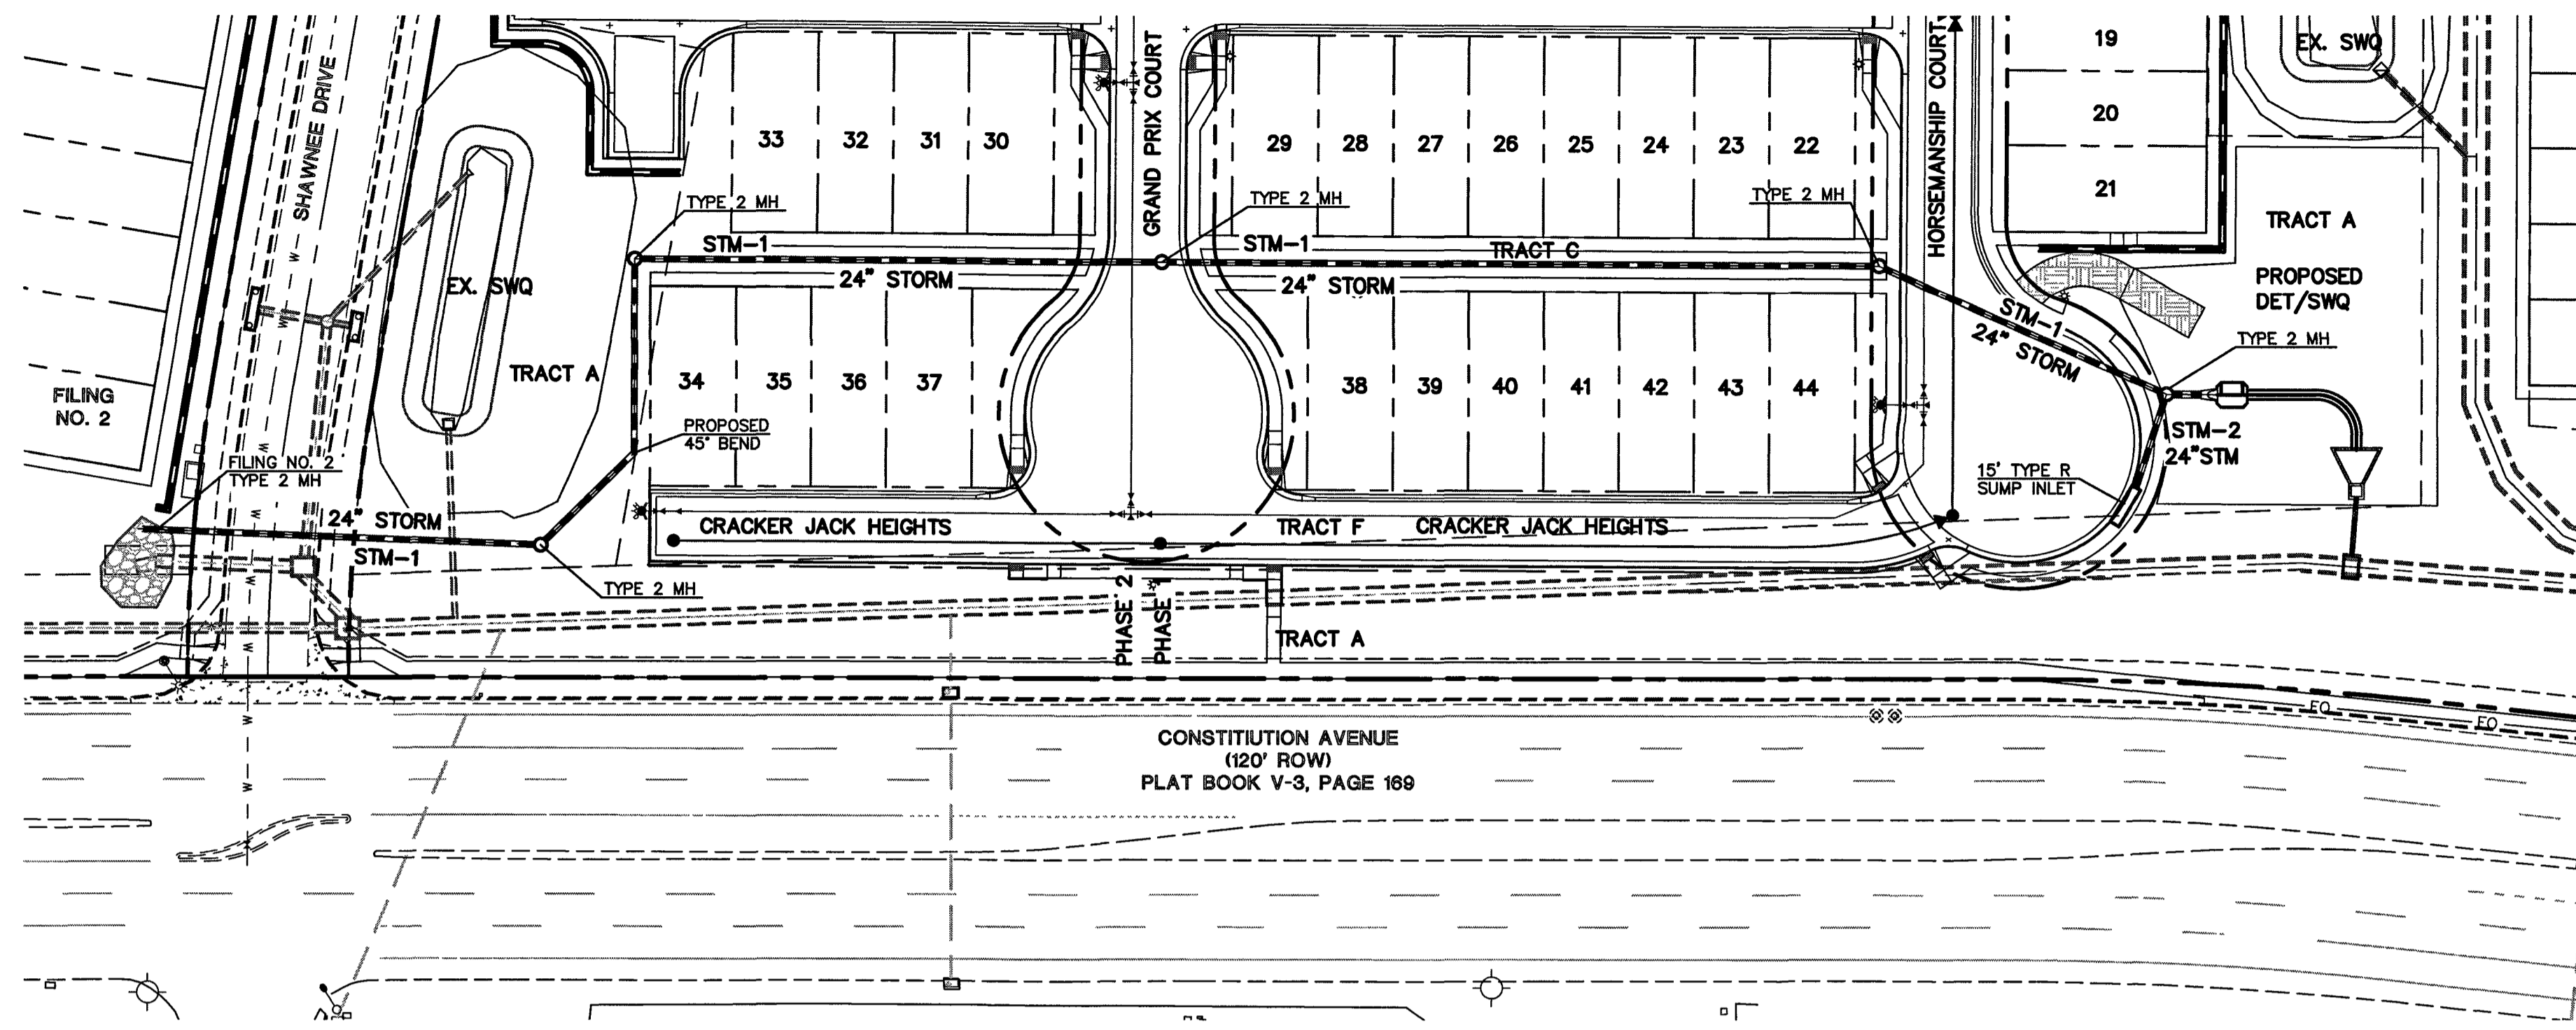 SHAWNEE DRIVE
GRAND PRIX COURT
HORSEMANSHIP COURT
EX. SWQ
19
20
21
33
32
31
30
29
28
27
26
25
24
23
22
TYPE 2 MH
TYPE 2 MH
TYPE 2 MH
STM-1
24" STORM
STM-1
24" STORM
TRACT C
TRACT A
PROPOSED
DET/SWQ
TYPE 2 MH
STM-1
24" STORM
EX. SWQ
TRACT A
FILING
NO. 2
34
35
36
37
38
39
40
41
42
43
44
PROPOSED
45° BEND
STM-2
24"STM
15' TYPE R
SUMP INLET
FILING NO. 2
TYPE 2 MH
24" STORM
STM-1
TYPE 2 MH
CRACKER JACK HEIGHTS
TRACT F
CRACKER JACK HEIGHTS
PHASE 2
PHASE 1
TRACT A
W
W
W
W
W
W
W
W
W
W
FO
FO
CONSTITIUTION AVENUE
(120' ROW)
PLAT BOOK V-3, PAGE 169